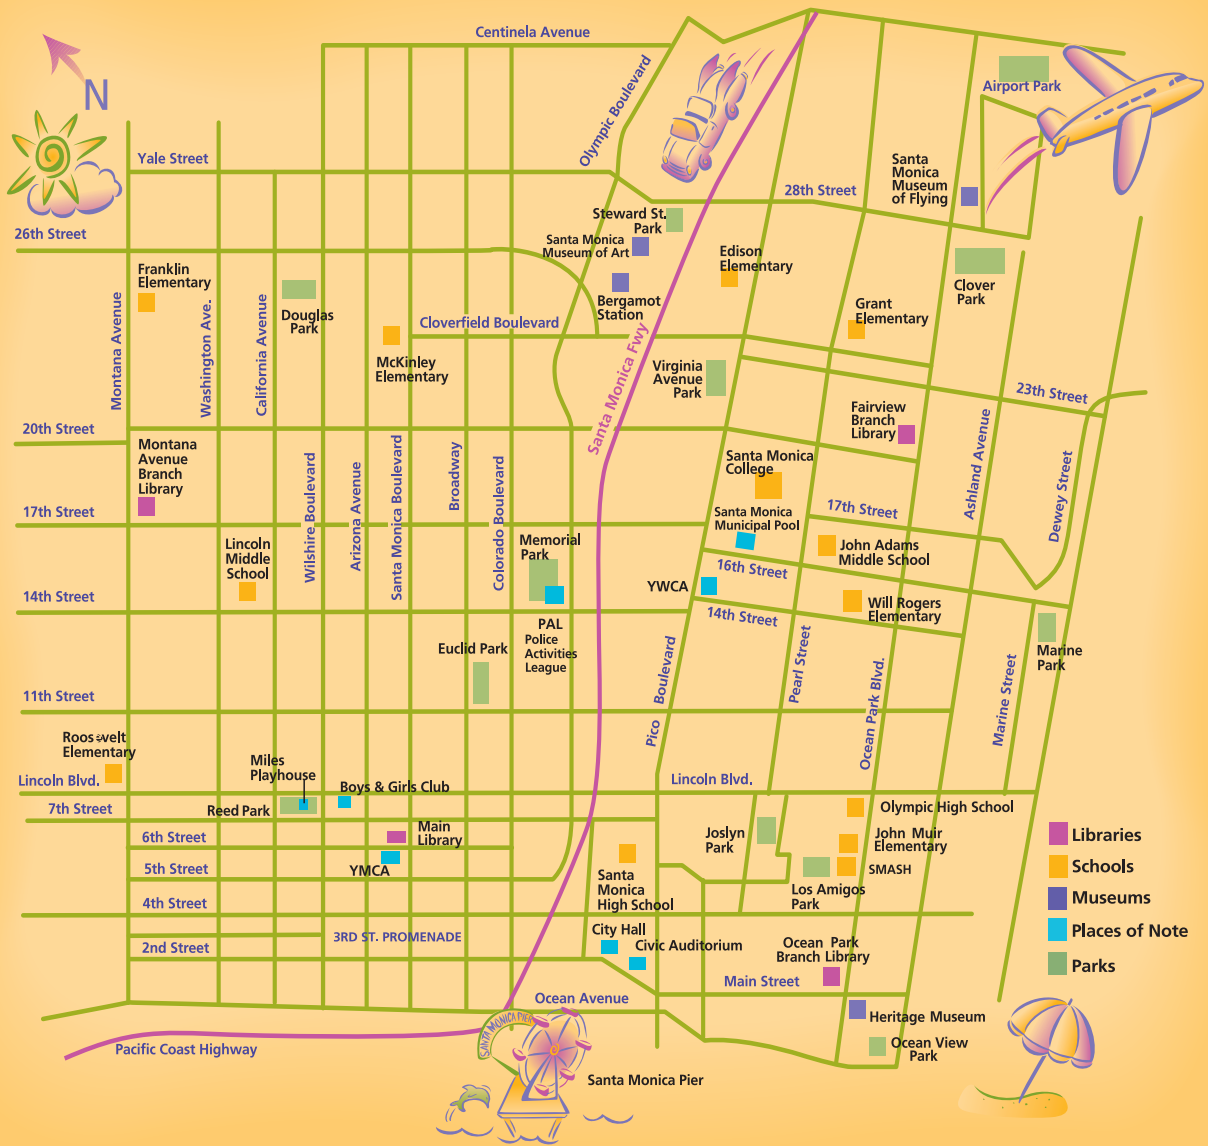 Centinela Avenue
Olympic Boulevard
Airport Park
N
Yale Street
Santa
Monica
Museum
of Flying
28th Street
Steward St.
Park
26th Street
Santa Monica
Museum of Art
Edison
Elementary
Franklin
Elementary
Clover
Park
Bergamot
Station
Grant
Elementary
Douglas
Park
Cloverfield Boulevard
Montana Avenue
Washington Ave.
California Avenue
McKinley
Elementary
Santa Monica Fwy
Virginia
Avenue
Park
23th Street
Fairview
Branch
Library
20th Street
Montana
Avenue
Branch
Library
Santa Monica
College
Ashland Avenue
Dewey Street
Wilshire Boulevard
Arizona Avenue
Santa Monica Boulevard
Broadway
Colorado Boulevard
17th Street
17th Street
Santa Monica
Municipal Pool
Lincoln
Middle
School
Memorial
Park
John Adams
Middle School
16th Street
YWCA
14th Street
14th Street
Will Rogers
Elementary
PAL
Police
Activities
League
Euclid Park
Marine
Park
Pico Boulevard
Pearl Street
Ocean Park Blvd.
Marine Street
11th Street
Roosevelt
Elementary
Miles
Playhouse
Lincoln Blvd.
Lincoln Blvd.
Boys & Girls Club
7th Street
Reed Park
Olympic High School
6th Street
Main
Library
Joslyn
Park
John Muir
Elementary
Libraries
Schools
Museums
Places of Note
Parks
5th Street
YMCA
Santa
Monica
High School
SMASH
Los Amigos
Park
4th Street
City Hall
3RD ST. PROMENADE
2nd Street
Civic Auditorium
Ocean Park
Branch Library
Main Street
Ocean Avenue
Heritage Museum
SANTA MONICA PIER
Ocean View
Park
Pacific Coast Highway
Santa Monica Pier